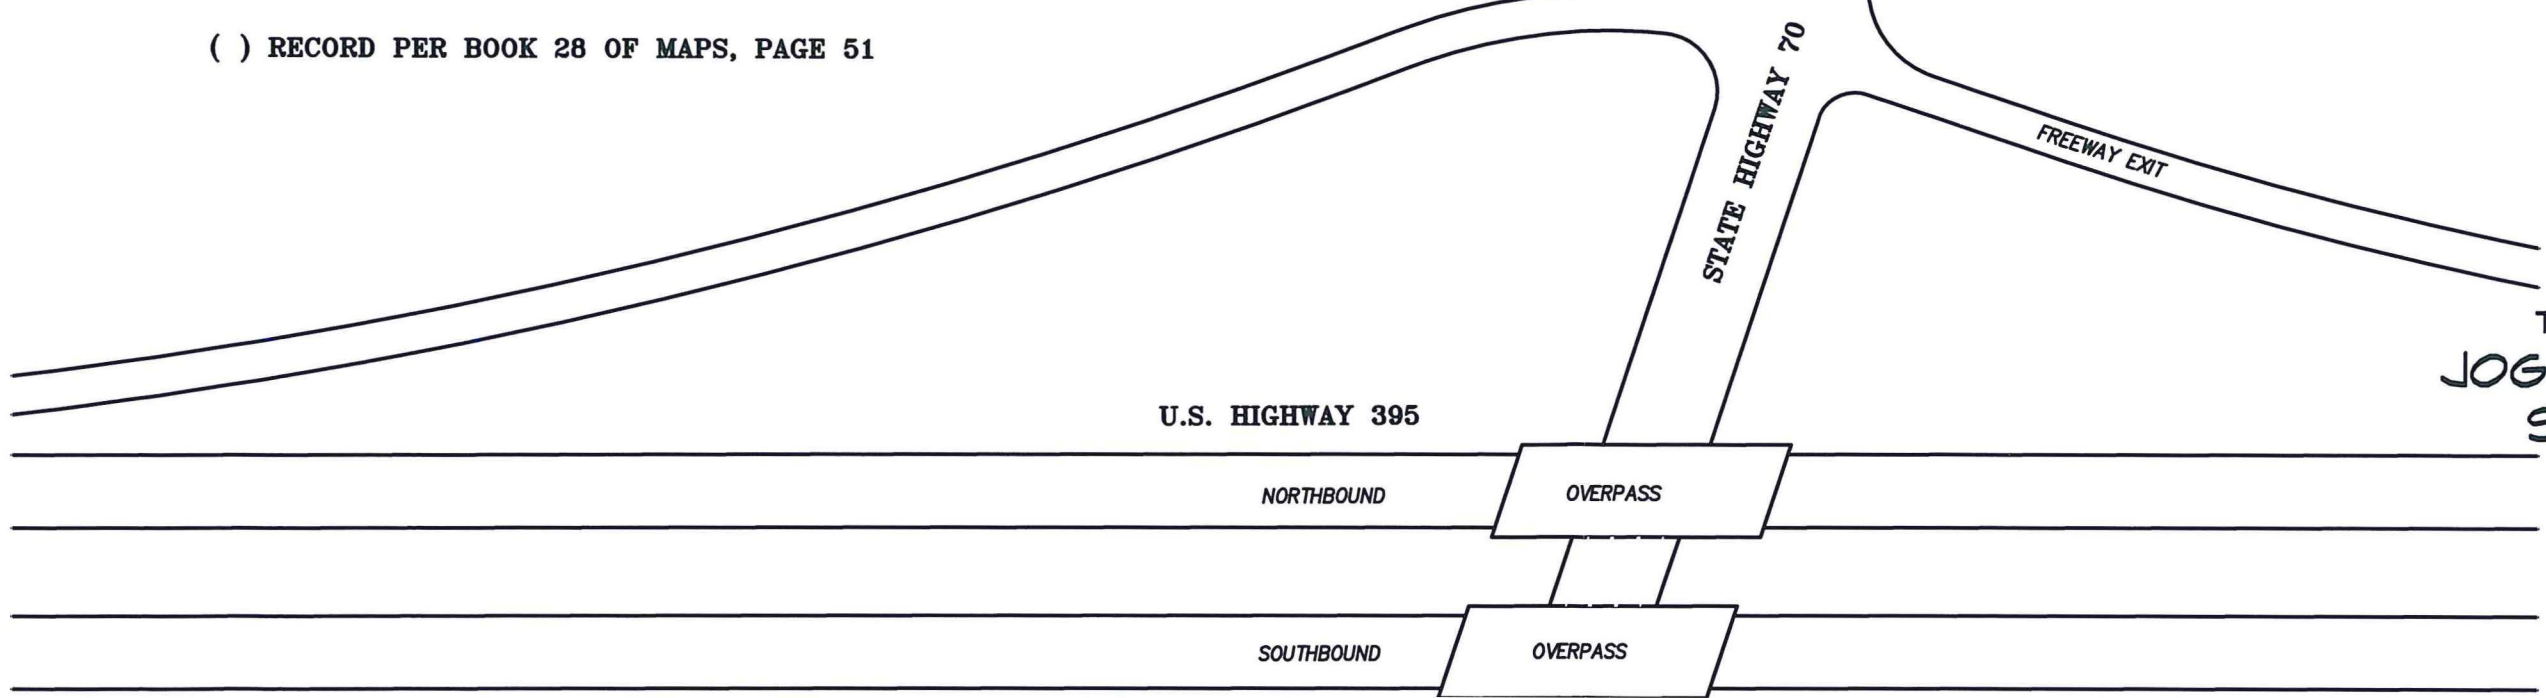 ( ) RECORD PER BOOK 28 OF MAPS, PAGE 51
STATE HIGHWAY 70
FREEWAY EXIT
JOG
U.S. HIGHWAY 395
NORTHBOUND
OVERPASS
SOUTHBOUND
OVERPASS